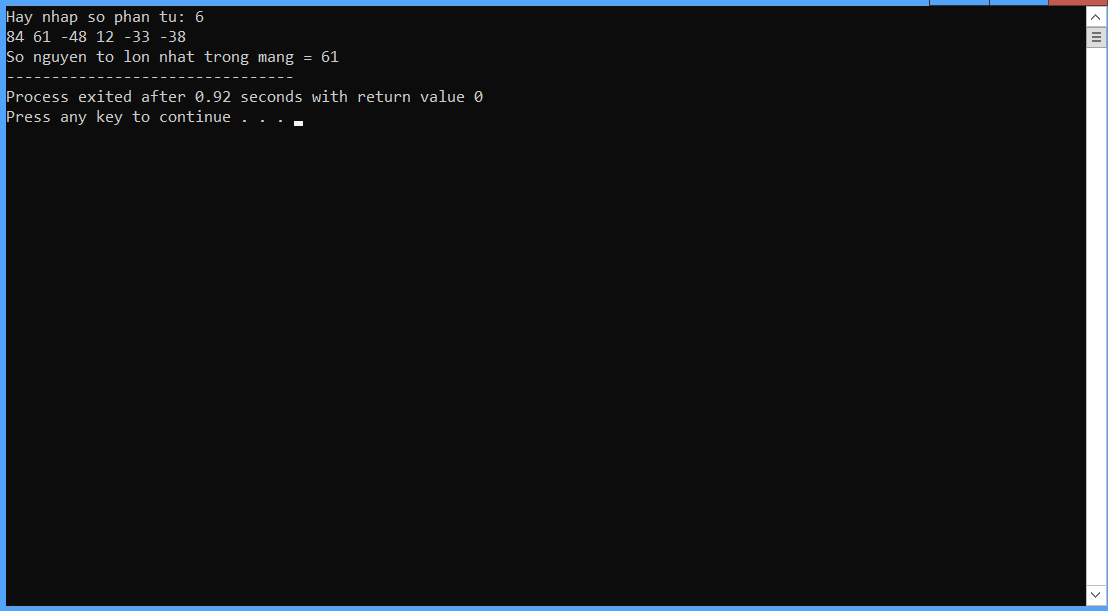 Hay nhap so phan tu: 6
84 61 -48 12 -33 -38
So nguyen to lon nhat trong mang = 61
--------------------------------
Process exited after 0.92 seconds with return value 0
Press any key to continue . . .